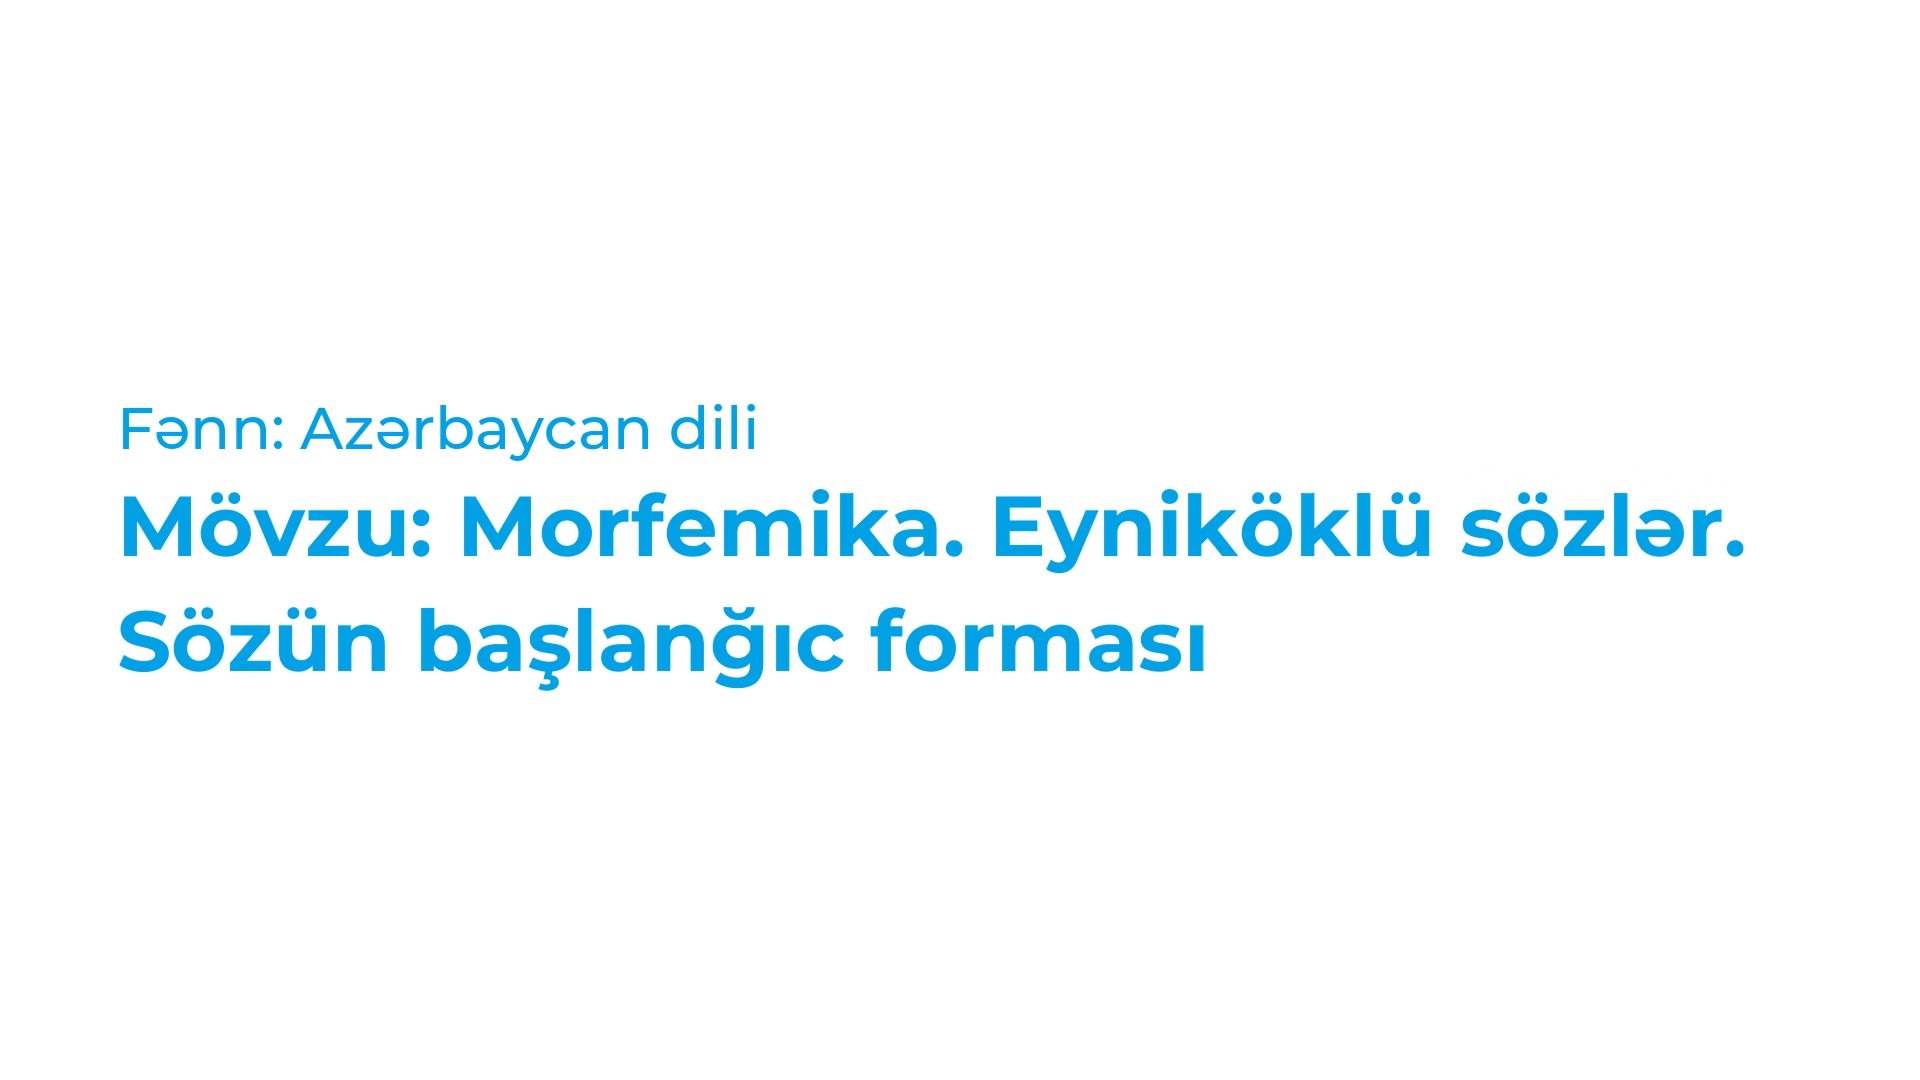 Fənn: Azərbaycan dili
Mövzu: Morfemika. Eyniköklü sözlər.
Sözün başlanğıc forması